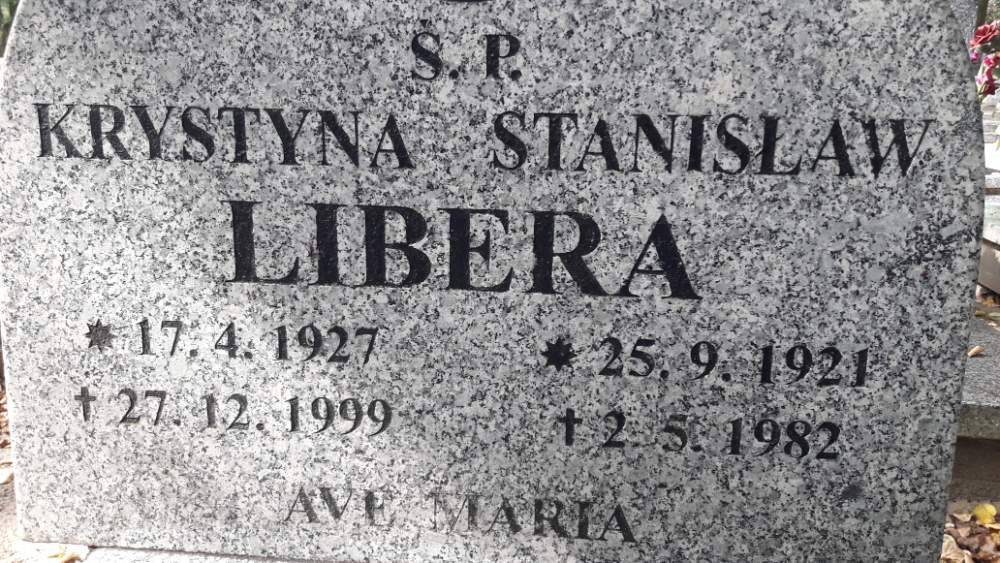 Ś. P.
KRYSTYNA STANISŁAW
LIBERA
* 17. 4. 1927 * 25. 9. 1921
† 27. 12. 1999 † 2. 5. 1982
AVE MARIA